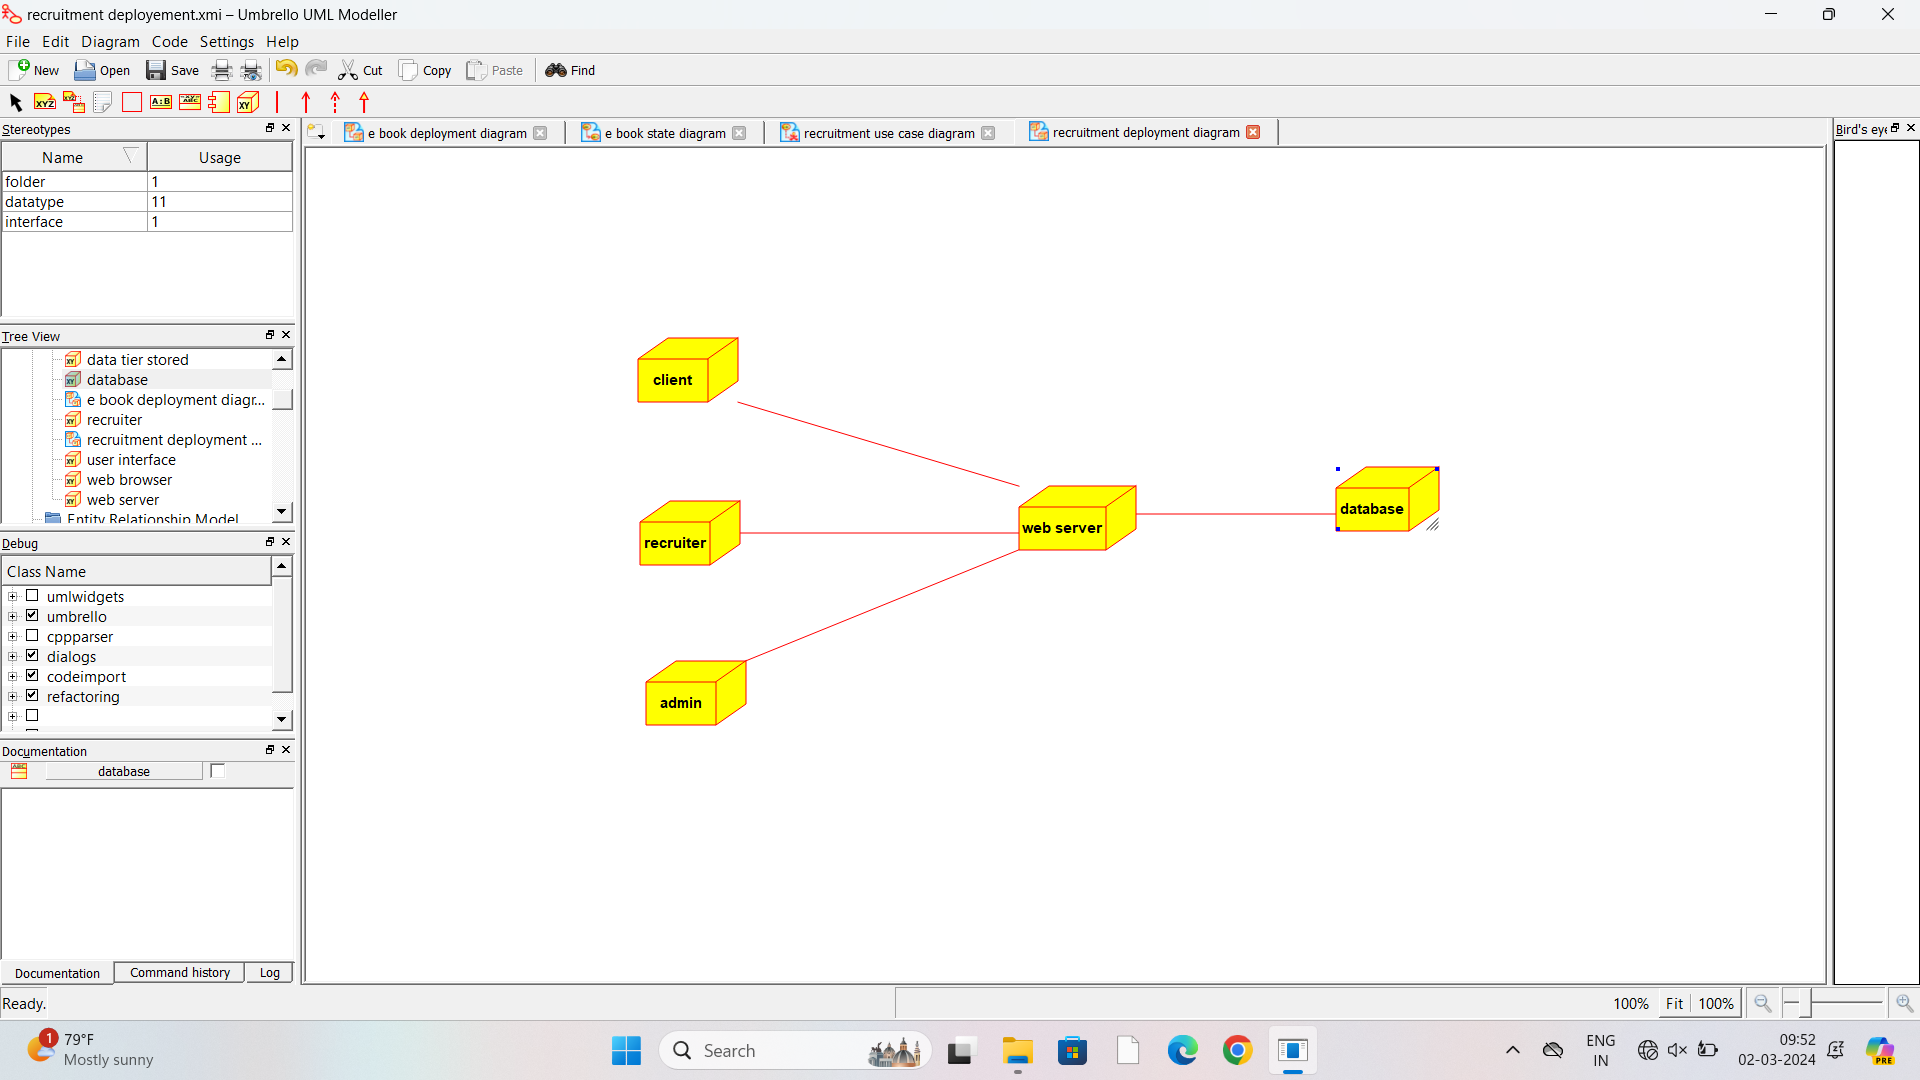 recruitment deployement.xmi – Umbrello UML Modeller
File Edit Diagram Code Settings Help
New Open Save Cut Copy Paste Find
XYZ A:B XY
Stereotypes
Name Usage
folder 1
datatype 11
interface 1
Tree View
data tier stored
database
e book deployment diagr...
recruiter
recruitment deployment ...
user interface
web browser
web server
Entity Relationship Model
Debug
Class Name
umlwidgets
umbrello
cppparser
dialogs
codeimport
refactoring
Documentation
database
Documentation Command history Log
e book deployment diagram e book state diagram recruitment use case diagram recruitment deployment diagram
Bird's eye
client
recruiter
web server
database
admin
Ready.
100% Fit 100%
1
79°F
Mostly sunny
Search
ENG
IN
09:52
02-03-2024
PRE